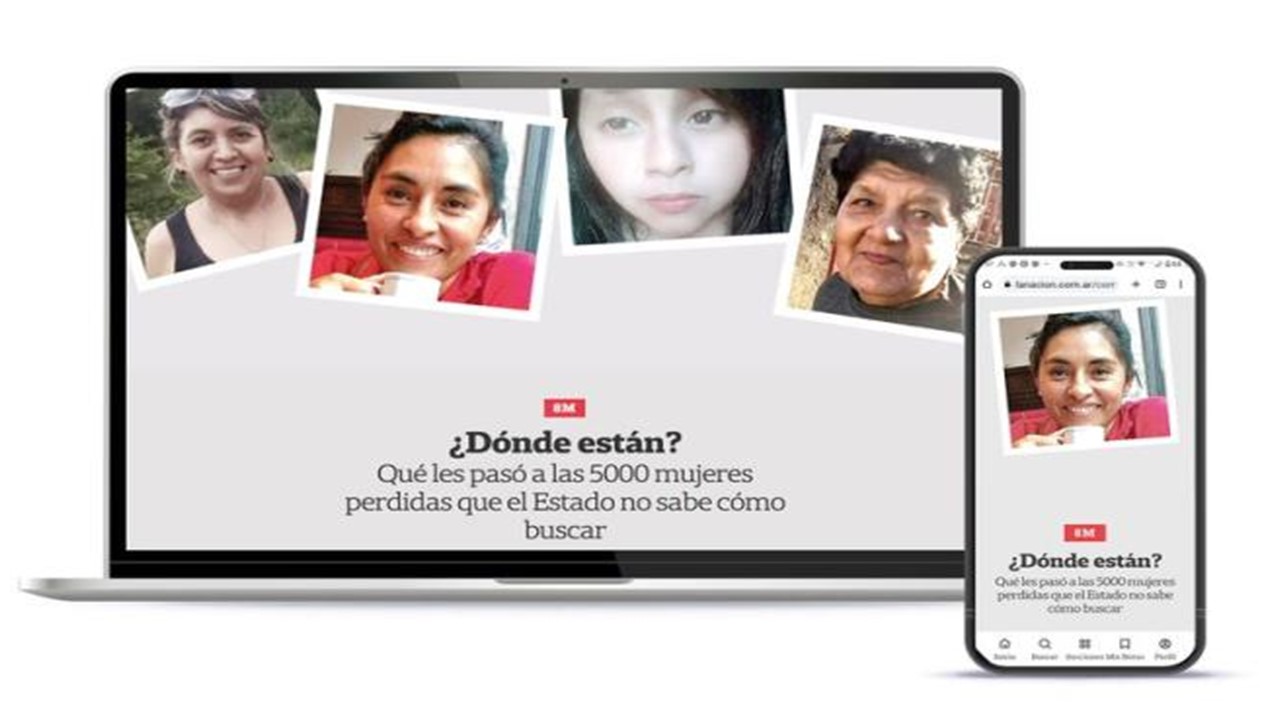 8M
¿Dónde están?
Qué les pasó a las 5000 mujeres
perdidas que el Estado no sabe cómo
buscar
lanacion.com.ar/corr
8M
¿Dónde están?
Qué les pasó a las 5000 mujeres
perdidas que el Estado no sabe
cómo buscar
Inicio Buscar Secciones Mis Notas Perfil